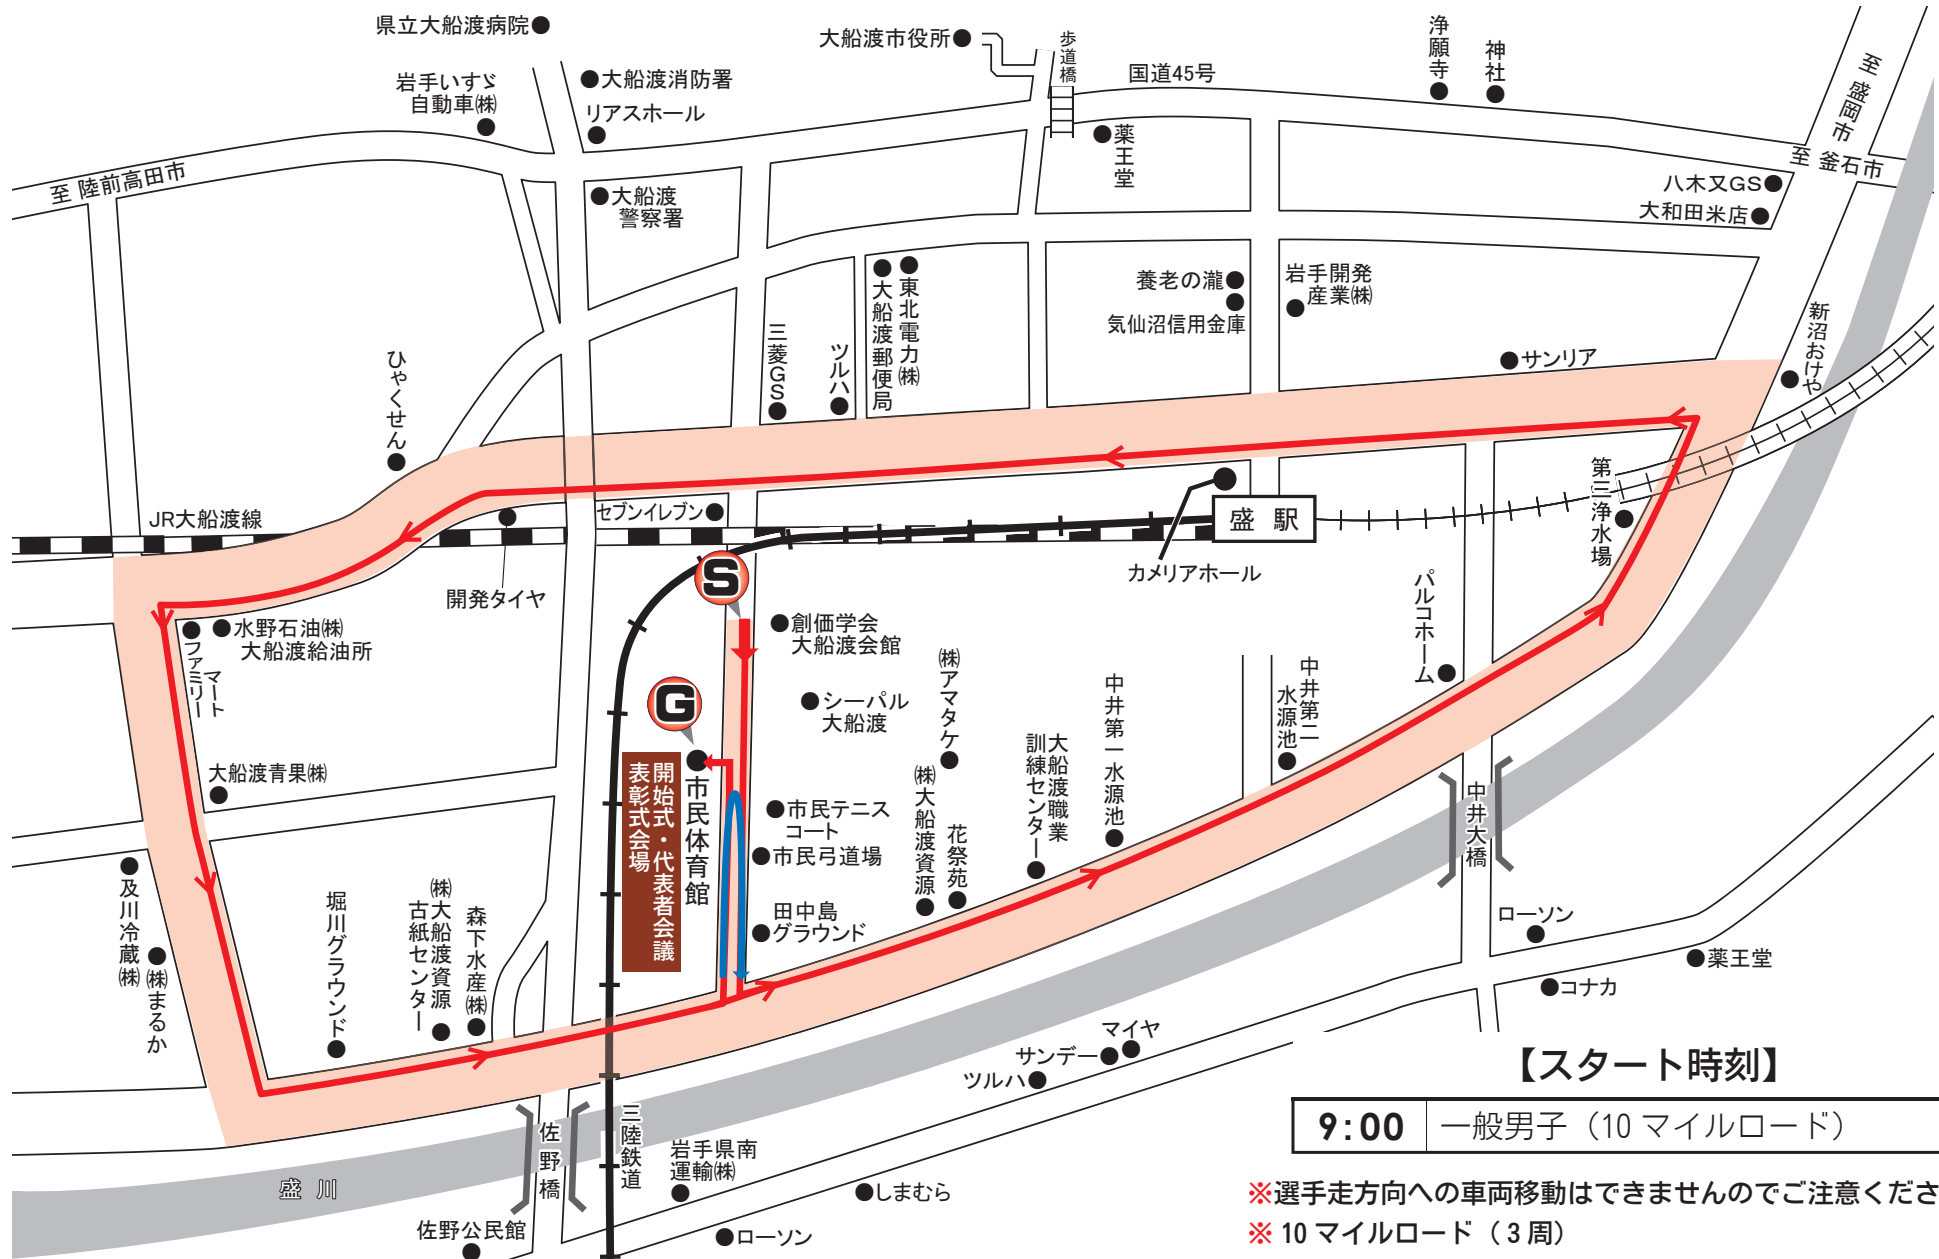 県立大船渡病院
大船渡市役所
歩道橋
国道45号
浄願寺
神社
至 盛岡市
至 釜石市
岩手いすゞ
自動車㈱
大船渡消防署
リアスホール
薬王堂
至 陸前高田市
大船渡
警察署
八木又GS
大和田米店
養老の瀧
気仙沼信用金庫
岩手開発
産業㈱
東北電力㈱
大船渡郵便局
ツルハ
三菱GS
ひゃくせん
サンリア
新沼おけや
第三浄水場
JR大船渡線
セブンイレブン
開発タイヤ
盛 駅
カメリアホール
S
創価学会
大船渡会館
水野石油㈱
大船渡給油所
ファミリー
マート
G
シーパル
大船渡
㈱アマタケ
パルコホーム
中井第二
水源池
中井第一水源池
大船渡職業
訓練センター
㈱大船渡資源
花祭苑
大船渡青果㈱
市民体育館
開始式・代表者会議
表彰式会場
市民テニス
コート
市民弓道場
田中島
グラウンド
中井大橋
及川冷蔵㈱
㈱まるか
堀川グラウンド
㈱大船渡資源
古紙センター
森下水産㈱
ローソン
コナカ
薬王堂
マイヤ
サンデー
ツルハ
佐野橋
三陸鉄道
岩手県南
運輸㈱
しまむら
ローソン
佐野公民館
盛 川
【スタート時刻】
9:00 一般男子（10 マイルロード）
※選手走方向への車両移動はできませんのでご注意くださ
※ 10 マイルロード（ 3 周）